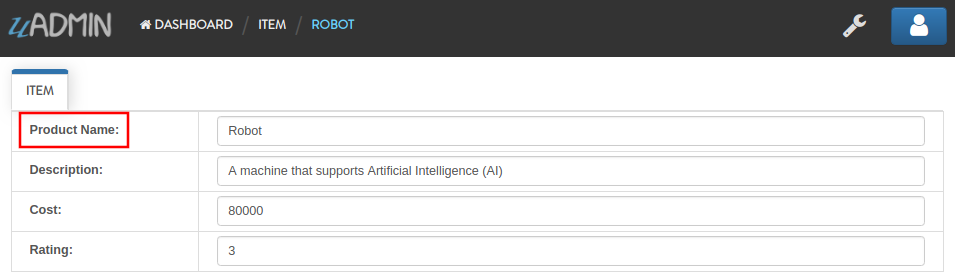 uADMIN DASHBOARD / ITEM / ROBOT
ITEM
Product Name: Robot
Description: A machine that supports Artificial Intelligence (AI)
Cost: 80000
Rating: 3